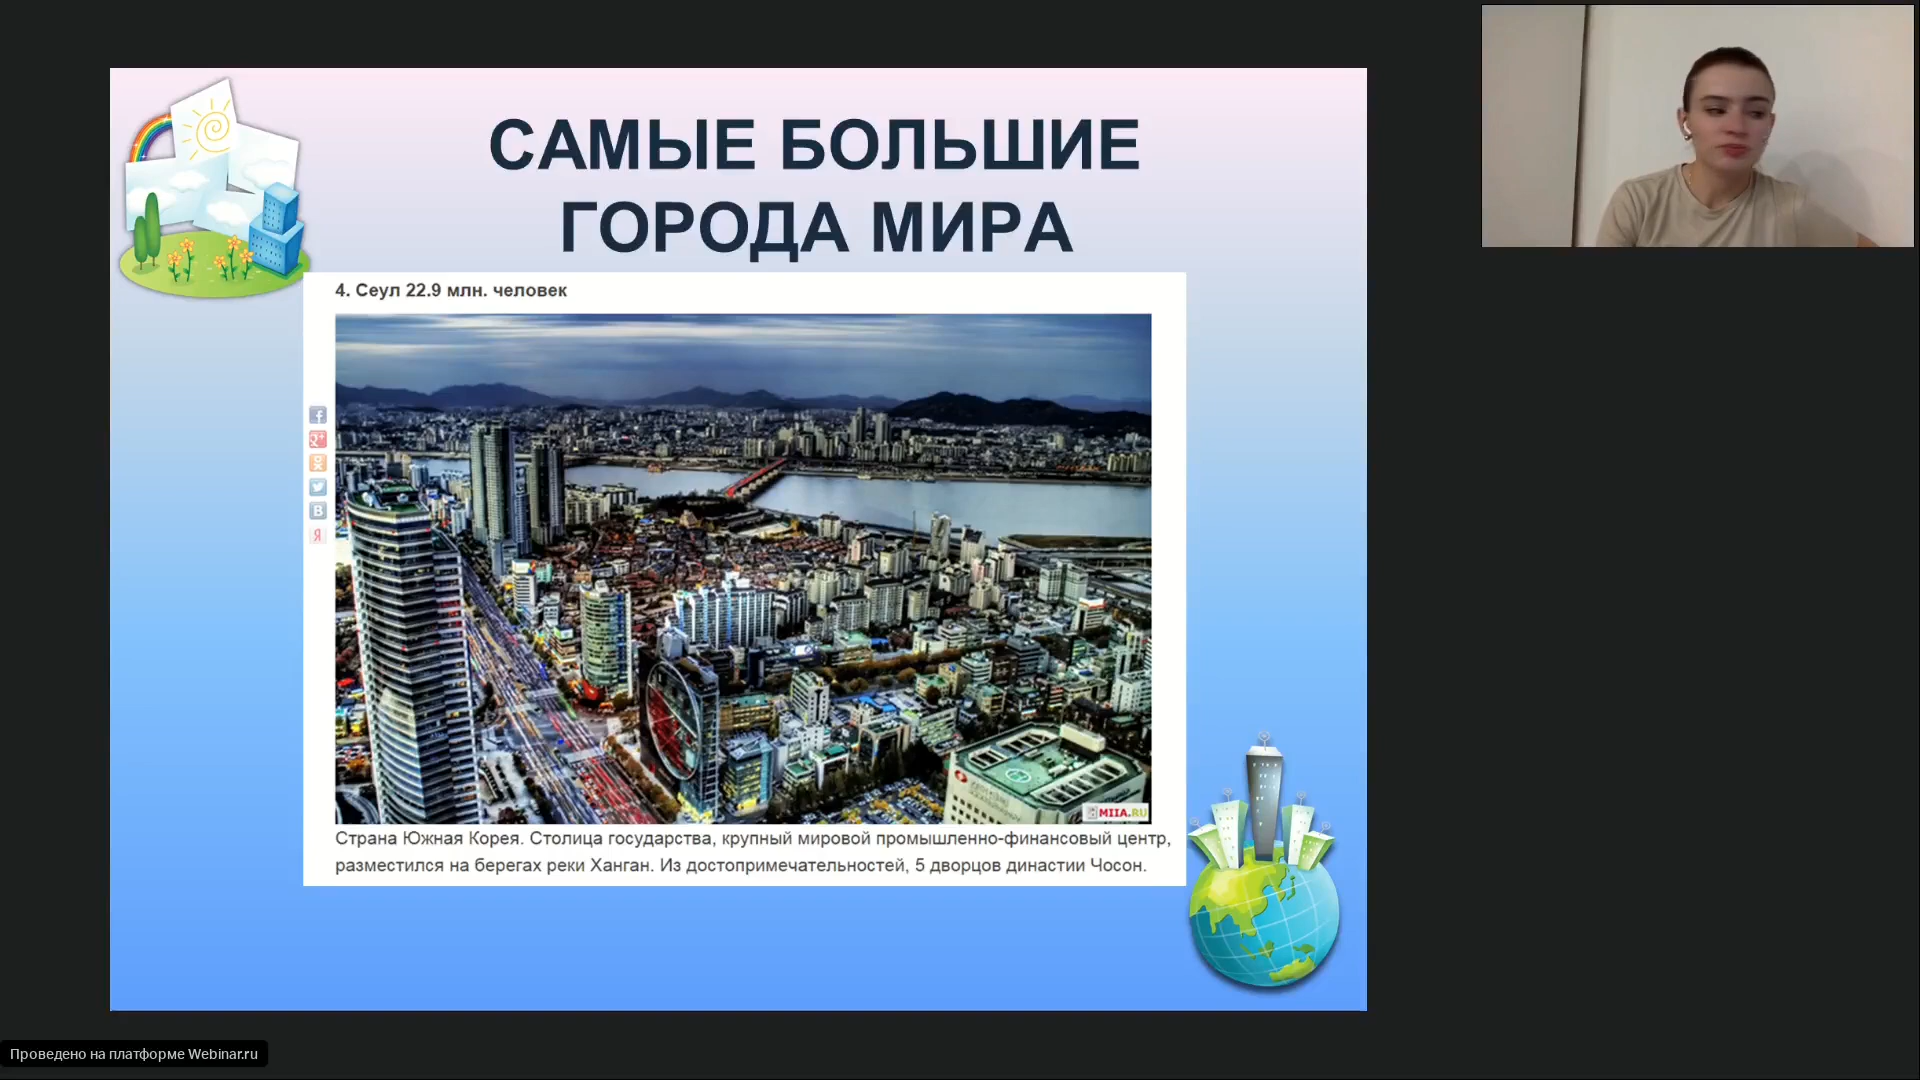 САМЫЕ БОЛЬШИЕ
ГОРОДА МИРА
4. Сеул 22.9 млн. человек
MIIA.RU
Страна Южная Корея. Столица государства, крупный мировой промышленно-финансовый центр,
разместился на берегах реки Ханган. Из достопримечательностей, 5 дворцов династии Чосон.
Проведено на платформе Webinar.ru